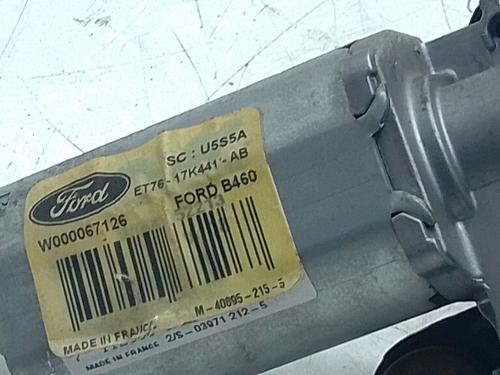 SC : U5S5A
Ford
ET76-17K441-AB
W000067126
FORD B460
M-40895-215-5
MADE IN FRANCE
2/S-03971 212-5
MADE IN FRANCE